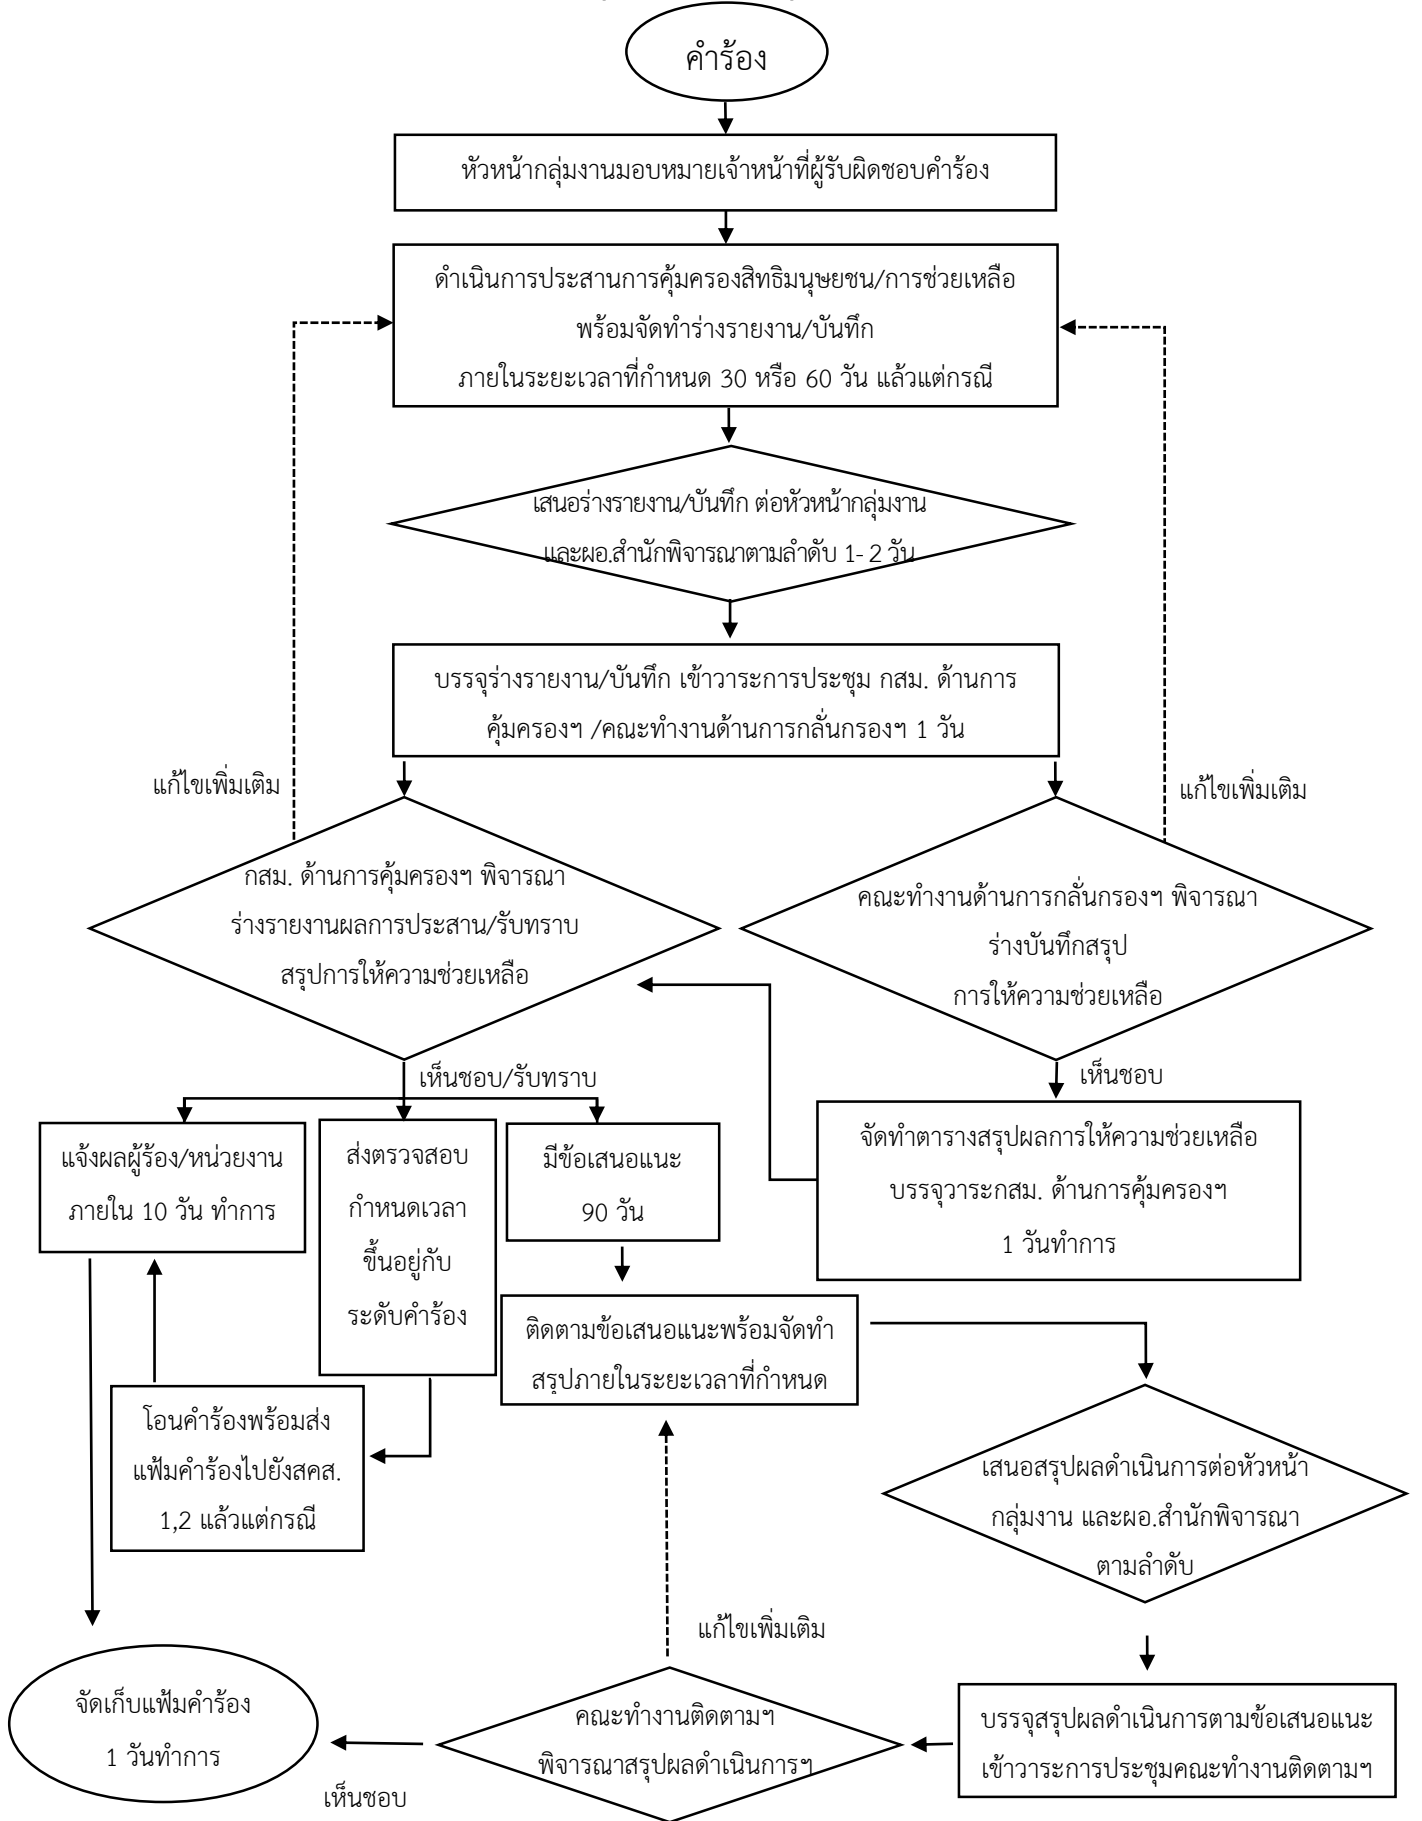 คำร้อง
หัวหน้ากลุ่มงานมอบหมายเจ้าหน้าที่ผู้รับผิดชอบคำร้อง
ดำเนินการประสานการคุ้มครองสิทธิมนุษยชน/การช่วยเหลือ
พร้อมจัดทำร่างรายงาน/บันทึก
ภายในระยะเวลาที่กำหนด 30 หรือ 60 วัน แล้วแต่กรณี
เสนอร่างรายงาน/บันทึก ต่อหัวหน้ากลุ่มงาน
และผอ.สำนักพิจารณาตามลำดับ 1- 2 วัน
บรรจุร่างรายงาน/บันทึก เข้าวาระการประชุม กสม. ด้านการ
คุ้มครองฯ /คณะทำงานด้านการกลั่นกรองฯ 1 วัน
แก้ไขเพิ่มเติม
แก้ไขเพิ่มเติม
กสม. ด้านการคุ้มครองฯ พิจารณา
ร่างรายงานผลการประสาน/รับทราบ
สรุปการให้ความช่วยเหลือ
คณะทำงานด้านการกลั่นกรองฯ พิจารณา
ร่างบันทึกสรุป
การให้ความช่วยเหลือ
เห็นชอบ/รับทราบ
เห็นชอบ
แจ้งผลผู้ร้อง/หน่วยงาน
ภายใน 10 วัน ทำการ
ส่งตรวจสอบ
กำหนดเวลา
ขึ้นอยู่กับ
ระดับคำร้อง
มีข้อเสนอแนะ
90 วัน
จัดทำตารางสรุปผลการให้ความช่วยเหลือ
บรรจุวาระกสม. ด้านการคุ้มครองฯ
1 วันทำการ
ติดตามข้อเสนอแนะพร้อมจัดทำ
สรุปภายในระยะเวลาที่กำหนด
โอนคำร้องพร้อมส่ง
แฟ้มคำร้องไปยังสคส.
1,2 แล้วแต่กรณี
เสนอสรุปผลดำเนินการต่อหัวหน้า
กลุ่มงาน และผอ.สำนักพิจารณา
ตามลำดับ
แก้ไขเพิ่มเติม
จัดเก็บแฟ้มคำร้อง
1 วันทำการ
คณะทำงานติดตามฯ
พิจารณาสรุปผลดำเนินการฯ
บรรจุสรุปผลดำเนินการตามข้อเสนอแนะ
เข้าวาระการประชุมคณะทำงานติดตามฯ
เห็นชอบ